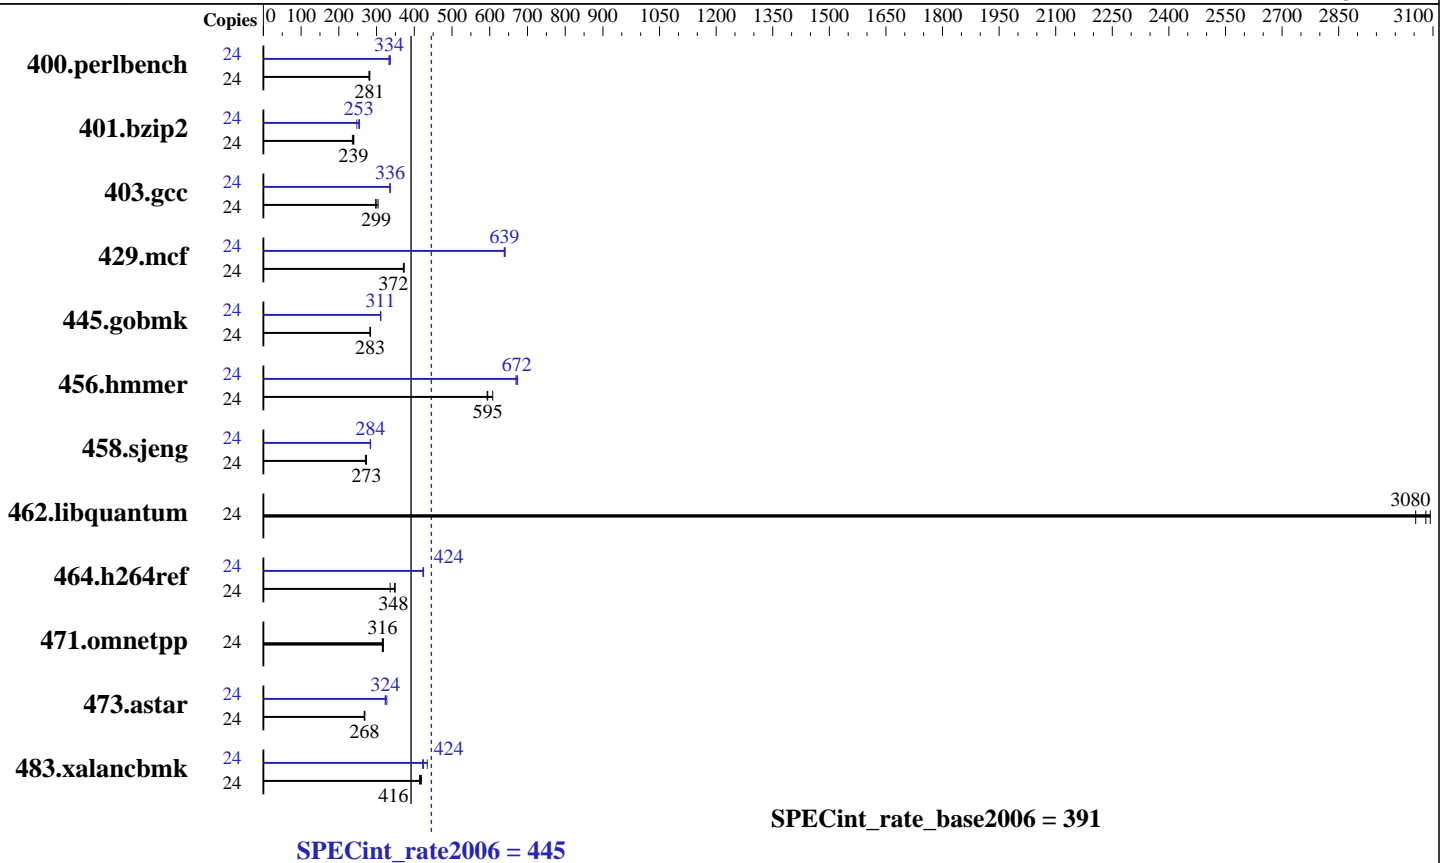 Copies 0 100 200 300 400 500 600 700 800 900 1050 1200 1350 1500 1650 1800 1950 2100 2250 2400 2550 2700 2850 3100
400.perlbench 24 334
24 281
401.bzip2 24 253
24 239
403.gcc 24 336
24 299
429.mcf 24 639
24 372
445.gobmk 24 311
24 283
456.hmmer 24 672
24 595
458.sjeng 24 284
24 273
462.libquantum 24 3080
464.h264ref 24 424
24 348
471.omnetpp 24 316
473.astar 24 324
24 268
483.xalancbmk 24 424
24 416
SPECint_rate_base2006 = 391
SPECint_rate2006 = 445